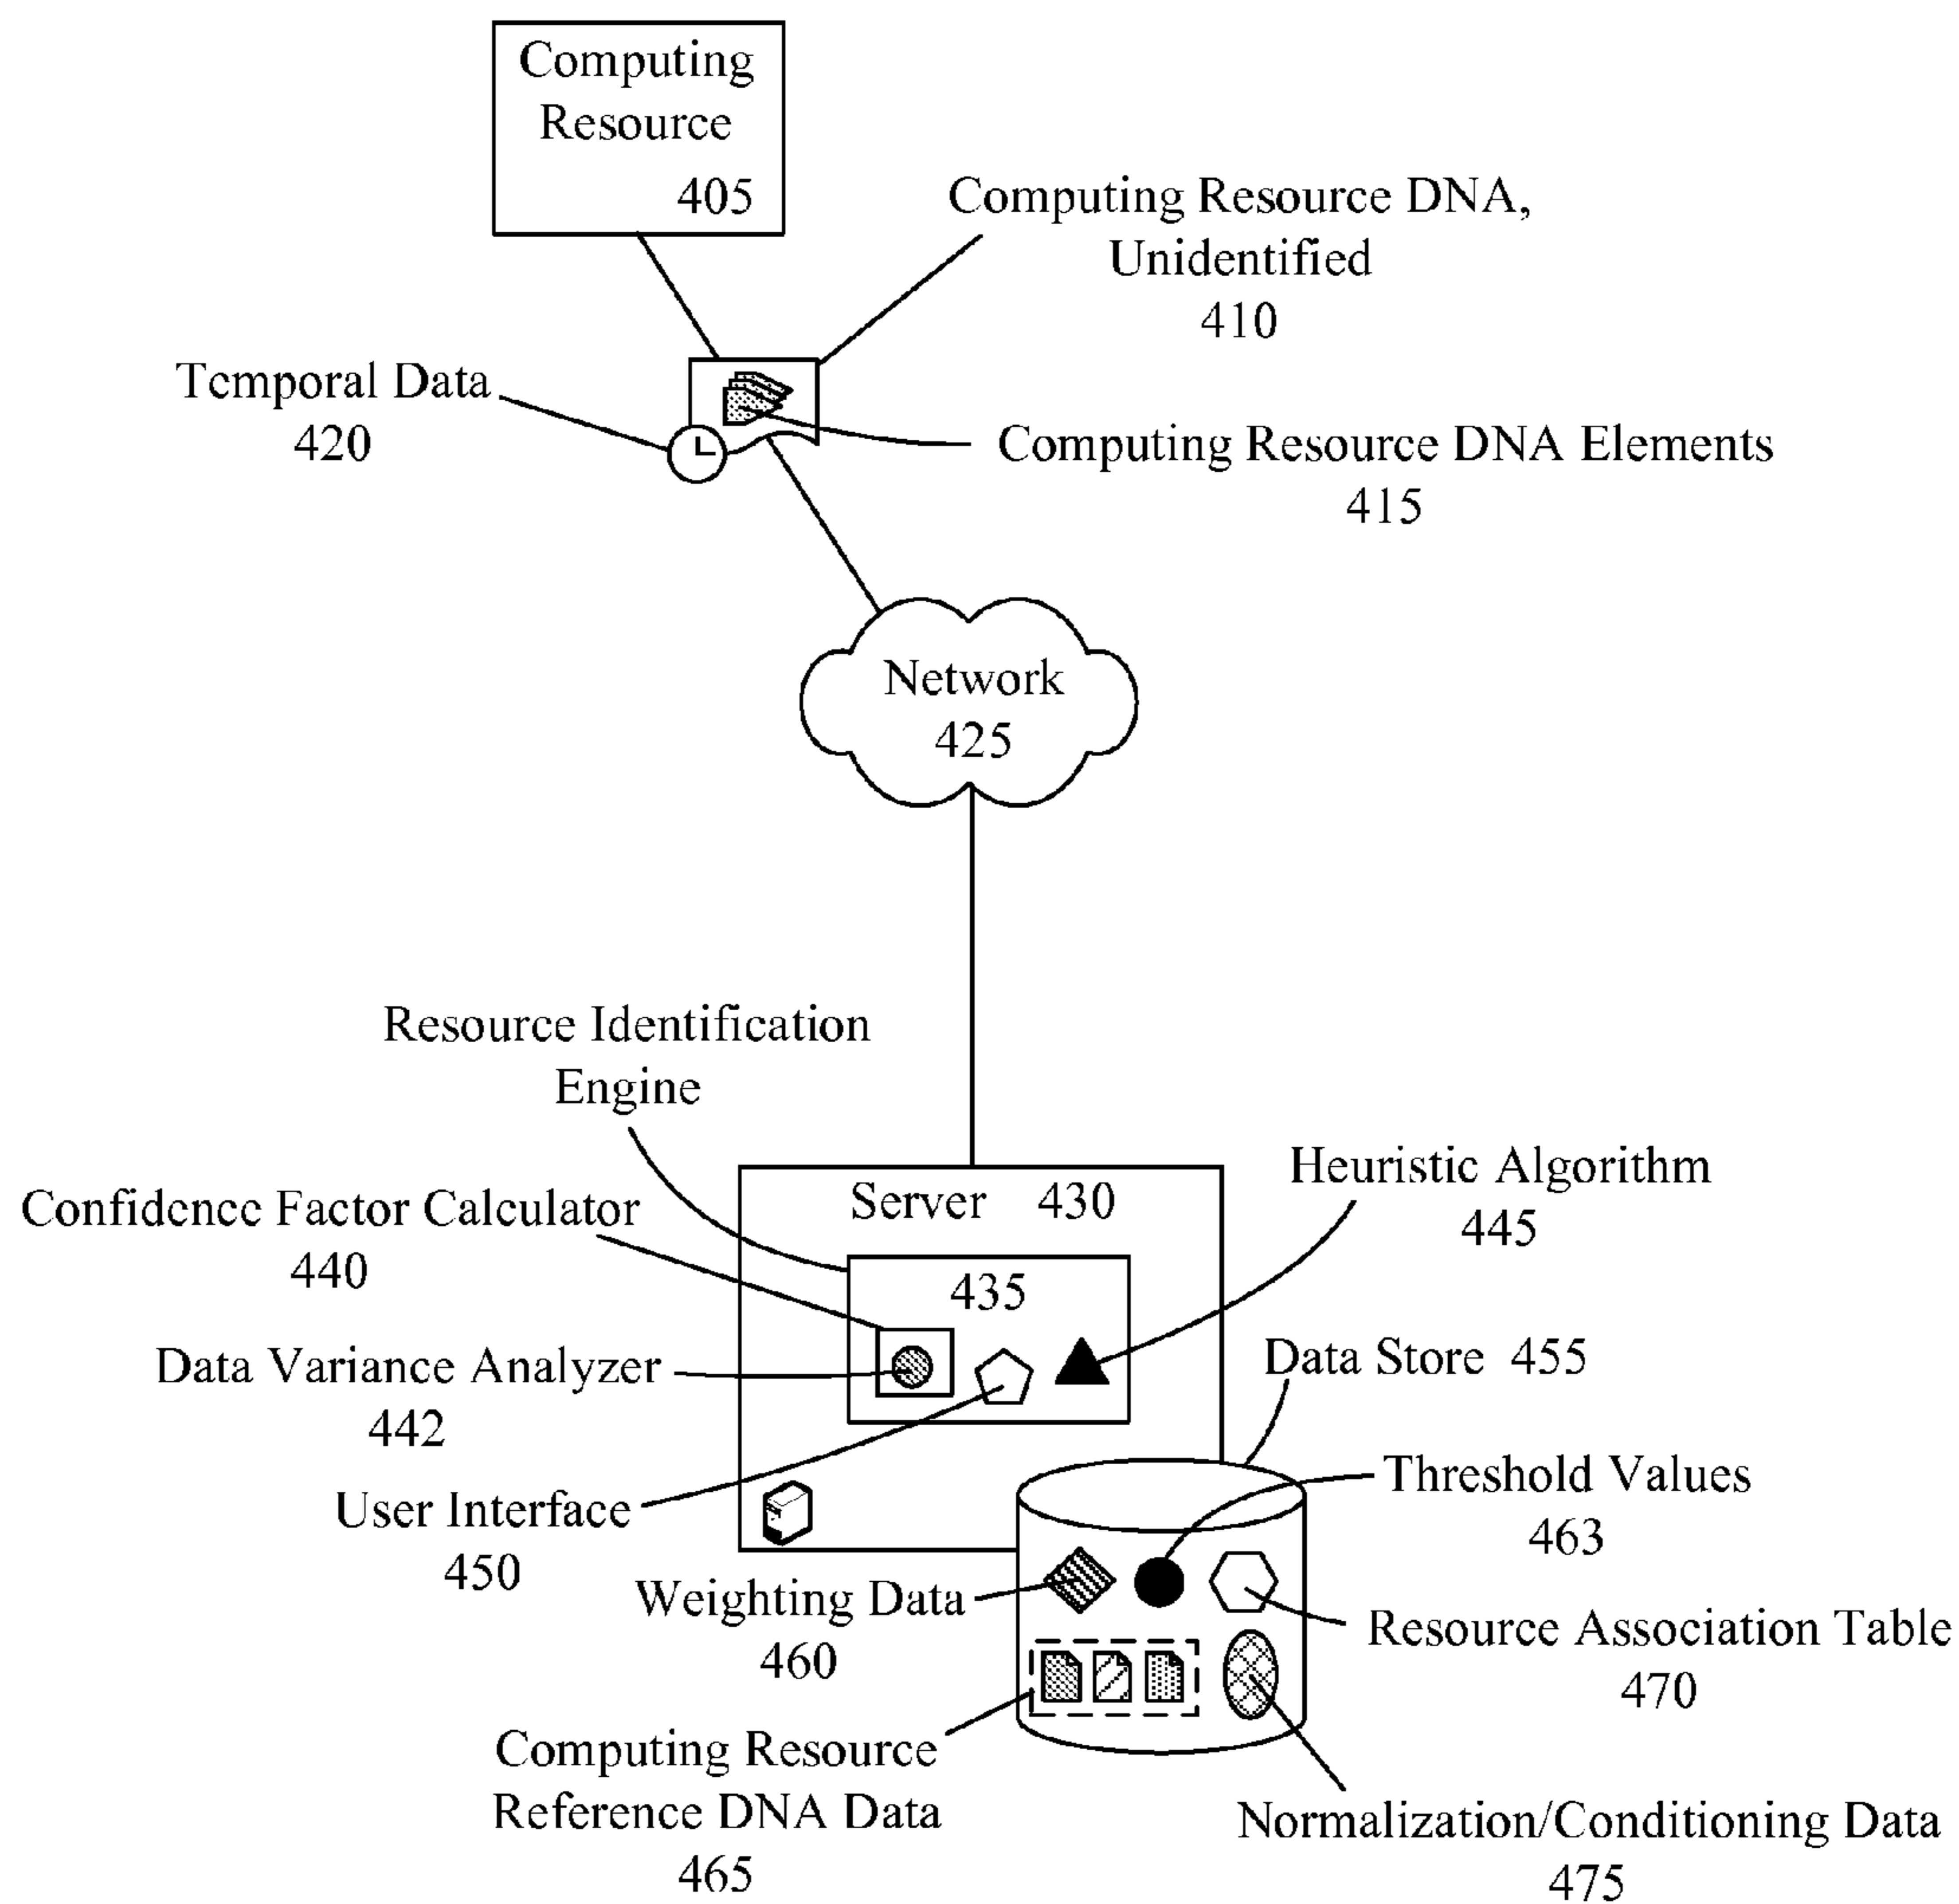 Computing
Resource
405
Computing Resource DNA,
Unidentified
410
Temporal Data
420
Computing Resource DNA Elements
415
Network
425
Resource Identification
Engine
Server 430
Heuristic Algorithm
445
Confidence Factor Calculator
440
435
Data Variance Analyzer
442
Data Store 455
User Interface
450
Threshold Values
463
Weighting Data
460
Resource Association Table
470
Computing Resource
Reference DNA Data
465
Normalization/Conditioning Data
475